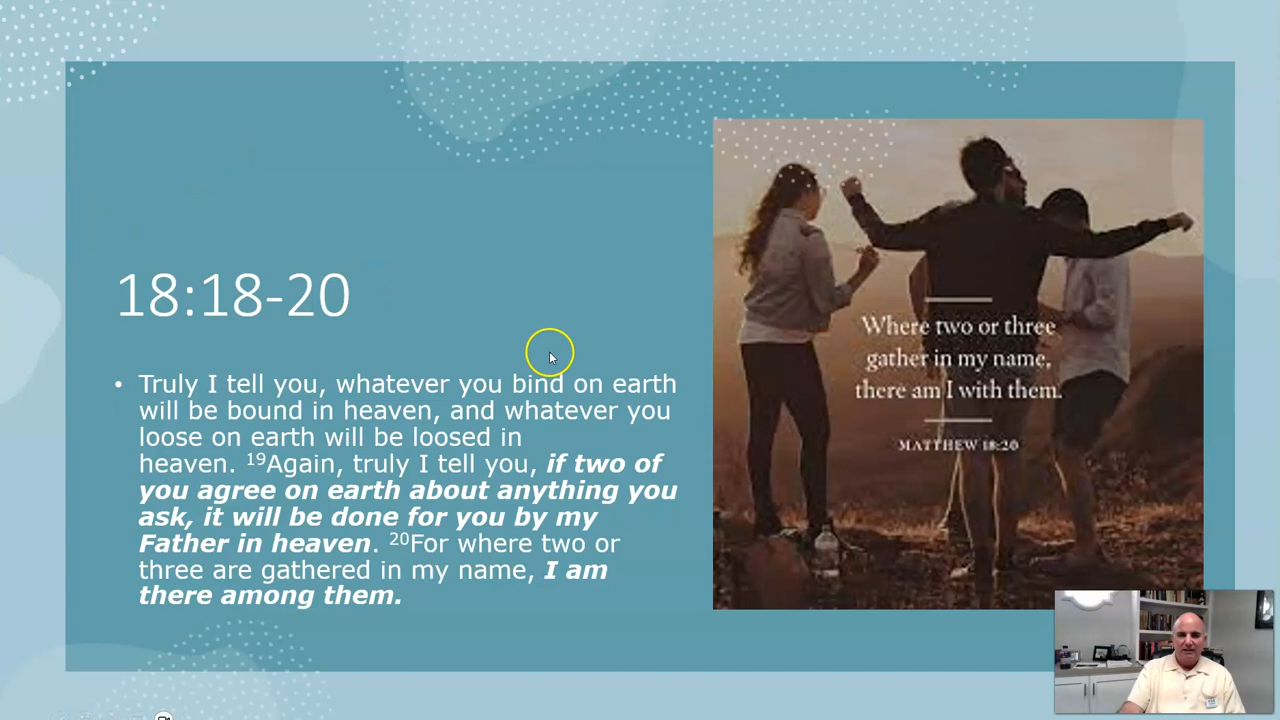 18:18-20
• Truly I tell you, whatever you bind on earth
will be bound in heaven, and whatever you
loose on earth will be loosed in
heaven. ¹⁹Again, truly I tell you, if two of
you agree on earth about anything you
ask, it will be done for you by my
Father in heaven. ²⁰For where two or
three are gathered in my name, I am
there among them.
Where two or three
gather in my name,
there am I with them.
MATTHEW 18:20